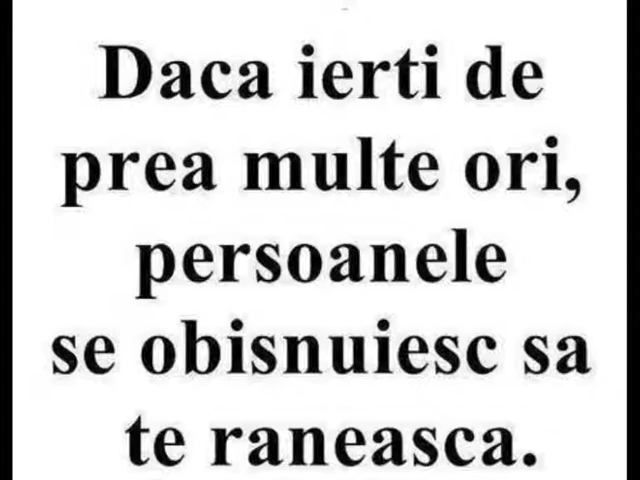 Daca ierti de
prea multe ori,
persoanele
se obisnuiesc sa
te raneasca.